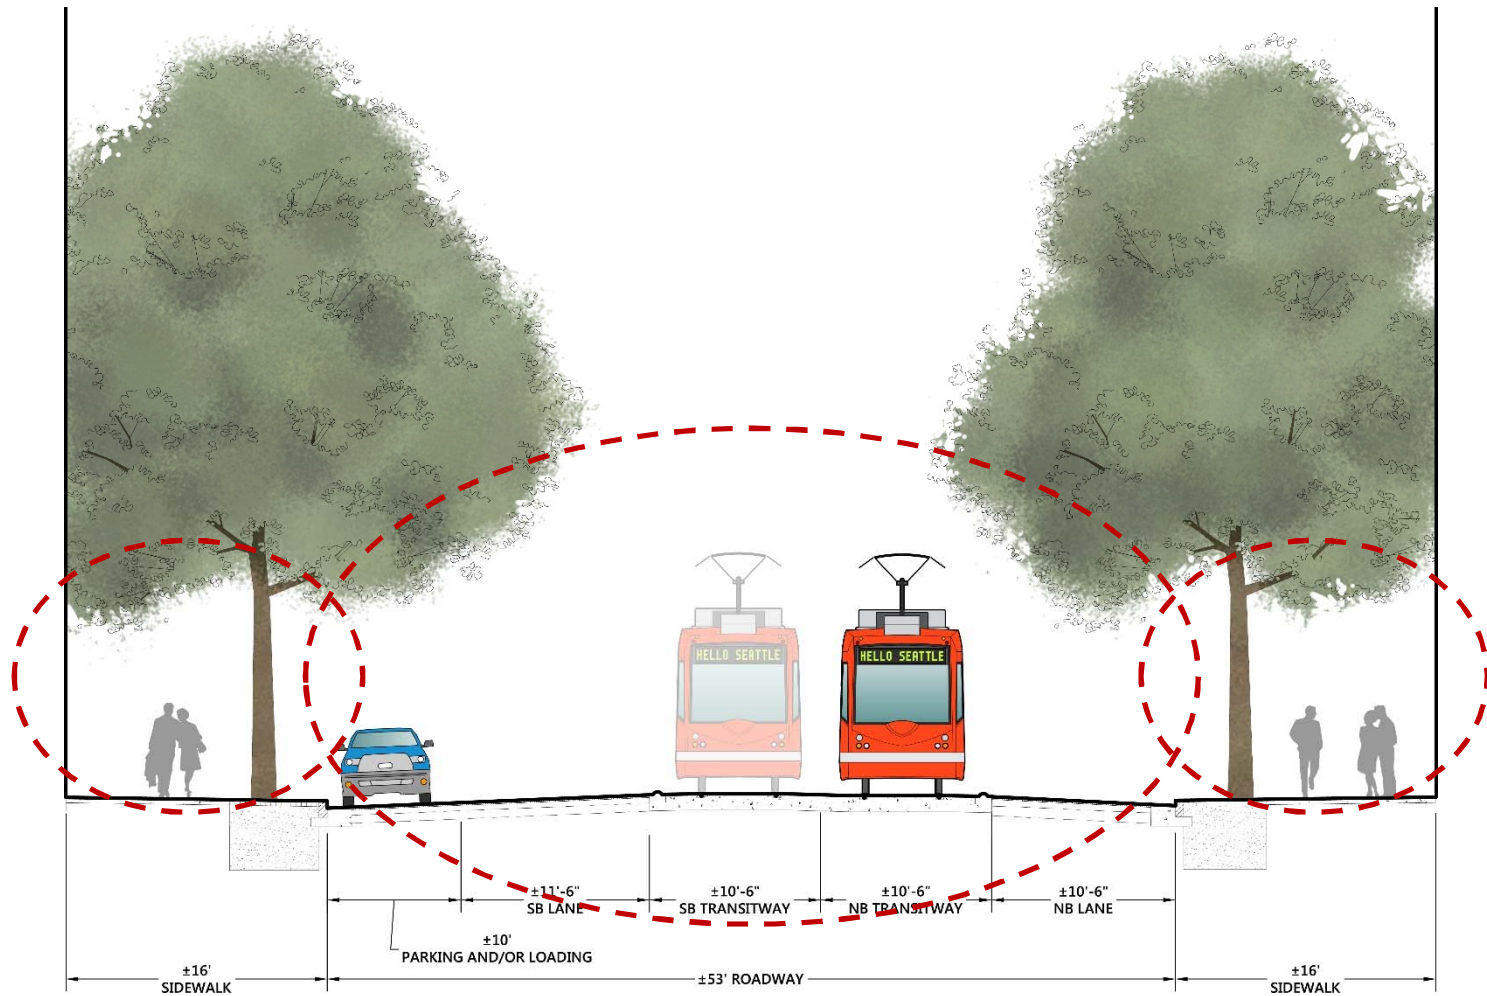 HELLO SEATTLE
HELLO SEATTLE
±11'-6"
SB LANE
±10'-6"
SB TRANSITWAY
±10'-6"
NB TRANSITWAY
±10'-6"
NB LANE
±10'
PARKING AND/OR LOADING
±16'
SIDEWALK
±53' ROADWAY
±16'
SIDEWALK